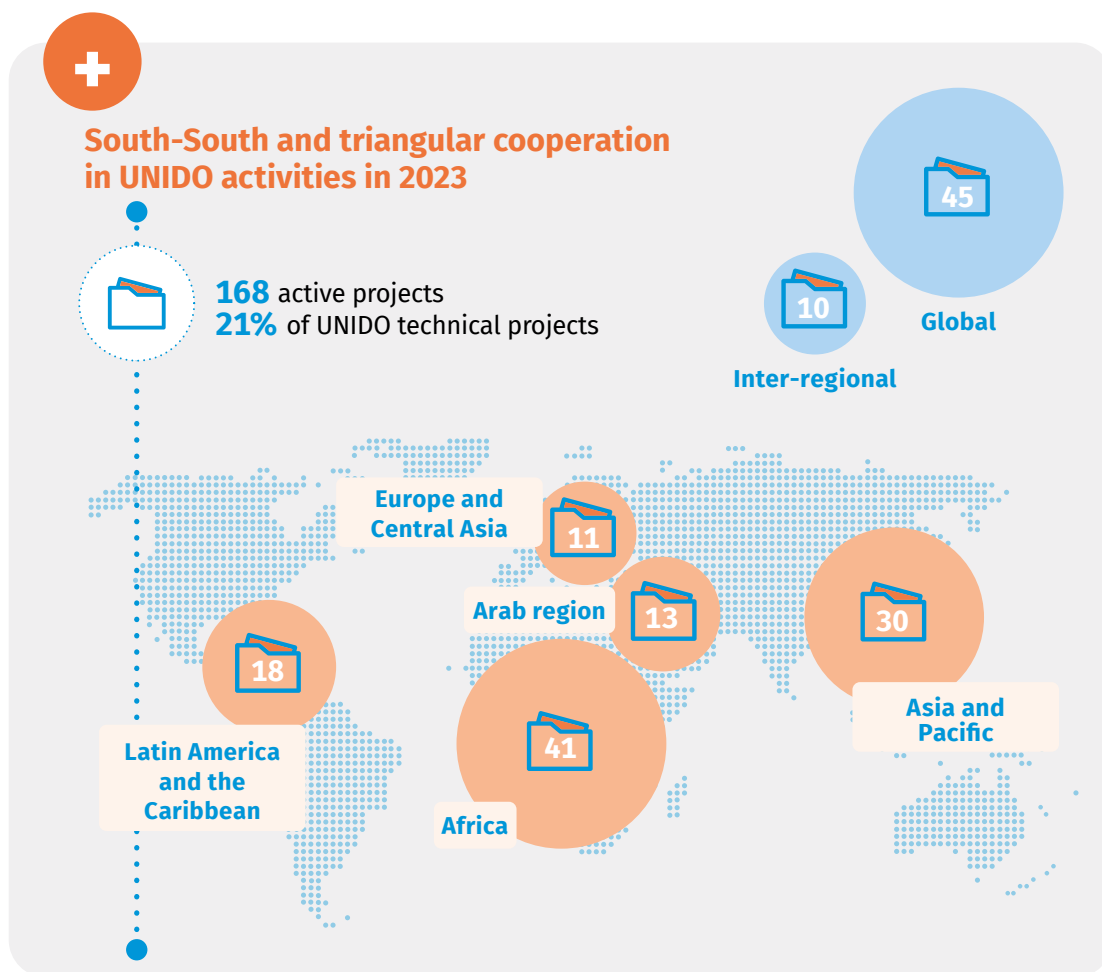 South-South and triangular cooperation
in UNIDO activities in 2023
168 active projects
21% of UNIDO technical projects
45
Global
10
Inter-regional
Europe and
Central Asia
11
Arab region
13
30
Asia and
Pacific
18
Latin America
and the
Caribbean
41
Africa